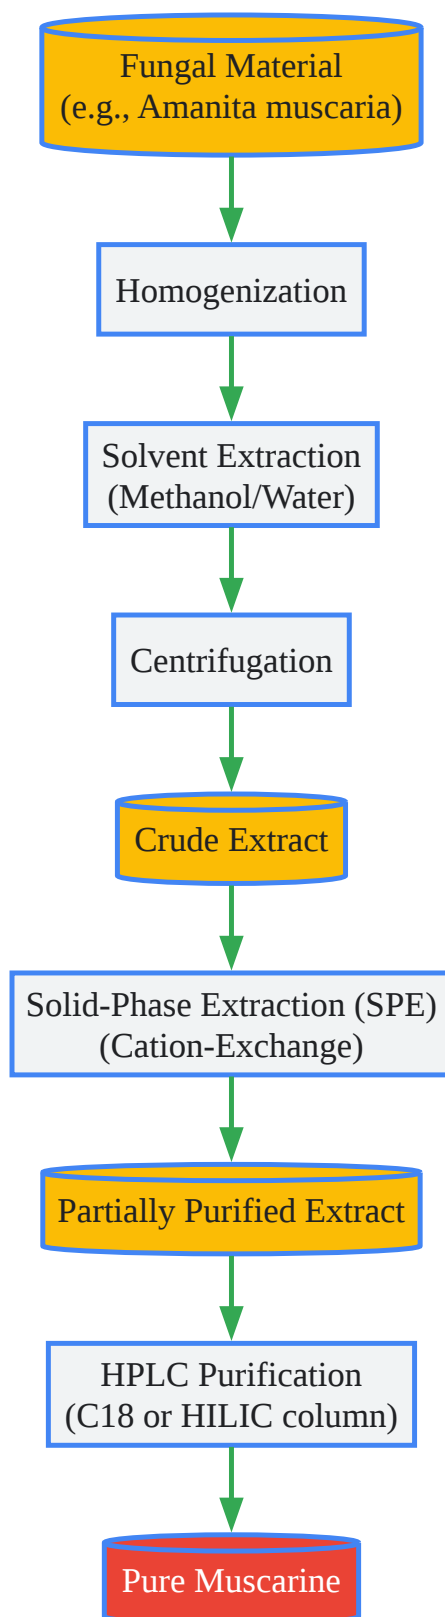 Fungal Material
(e.g., Amanita muscaria)
Homogenization
Solvent Extraction
(Methanol/Water)
Centrifugation
Crude Extract
Solid-Phase Extraction (SPE)
(Cation-Exchange)
Partially Purified Extract
HPLC Purification
(C18 or HILIC column)
Pure Muscarine